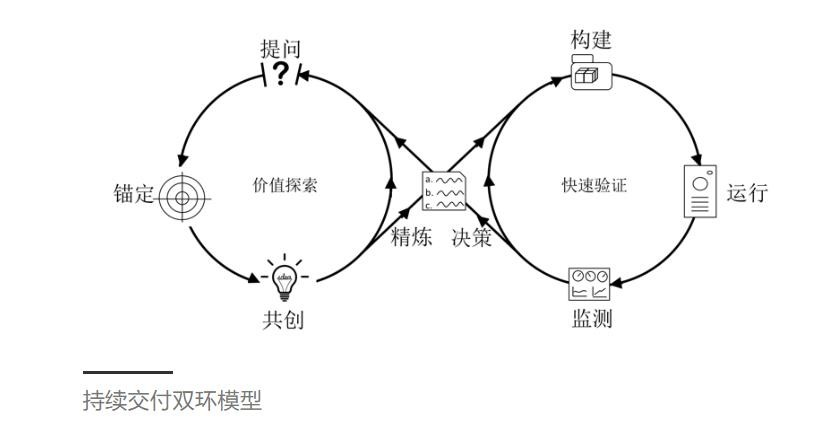 提问
构建
?
a.
b.
c.
锚定
价值探索
快速验证
运行
精炼
决策
共创
监测
持续交付双环模型